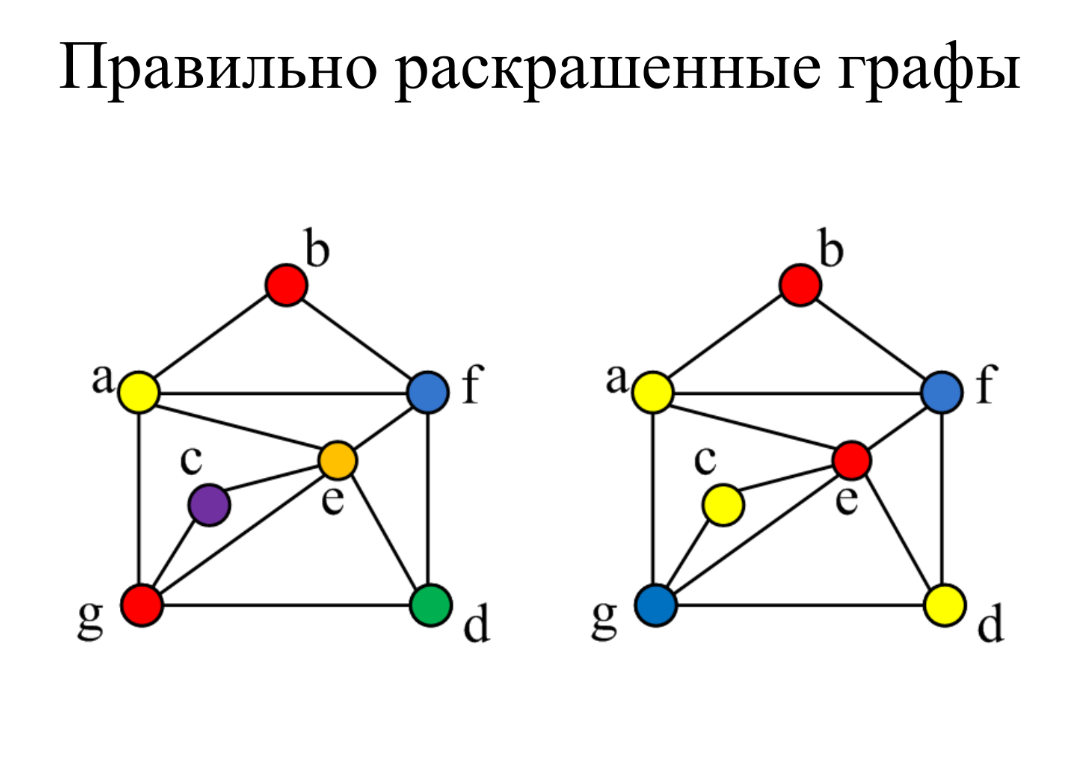 Правильно раскрашенные графы
b b
a f a f
c c
e e
g d g d